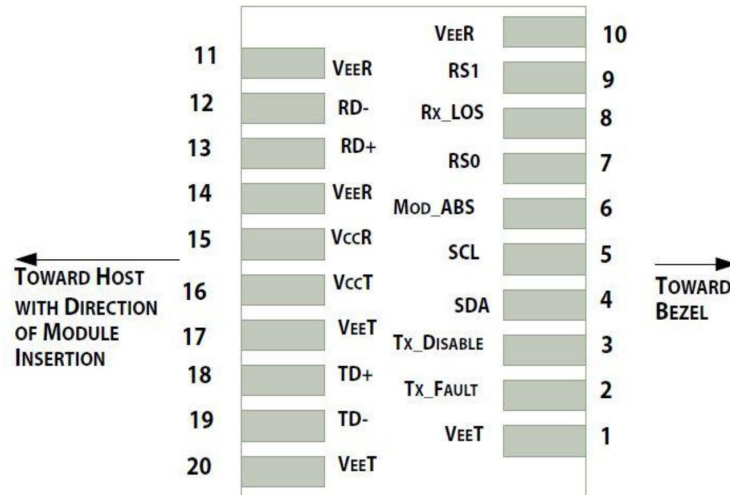 11
VEER
12
RD-
13
RD+
14
VEER
15
VCCR
16
VCCT
17
VEET
18
TD+
19
TD-
20
VEET
TOWARD HOST
WITH DIRECTION
OF MODULE
INSERTION
VEER
10
RS1
9
RX_LOS
8
RS0
7
MOD_ABS
6
SCL
5
SDA
4
TX_DISABLE
3
TX_FAULT
2
VEET
1
TOWARD
BEZEL